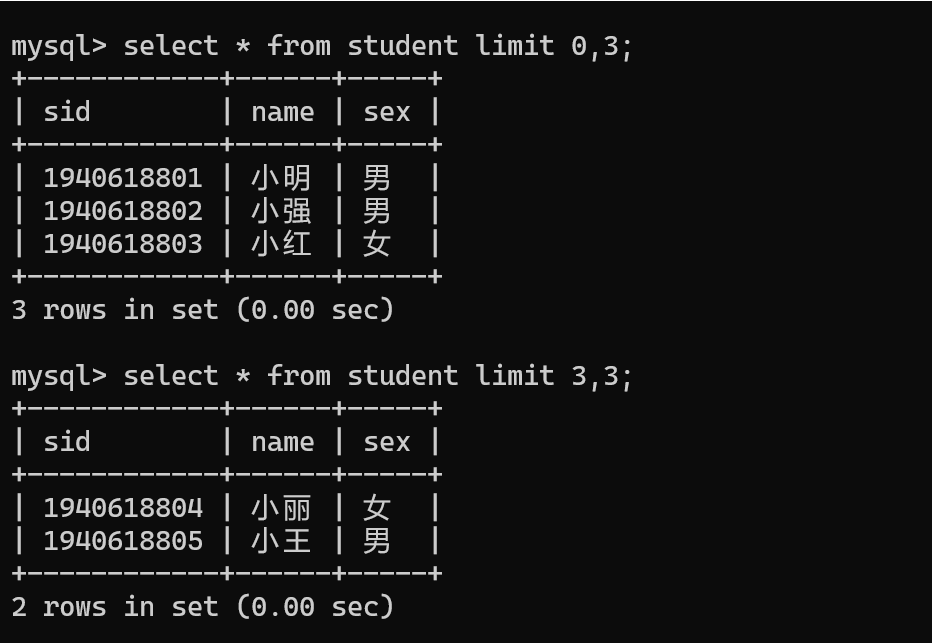 mysql> select * from student limit 0,3;
+------------+------+-----+
| sid        | name | sex |
+------------+------+-----+
| 1940618801 | 小明 | 男  |
| 1940618802 | 小强 | 男  |
| 1940618803 | 小红 | 女  |
+------------+------+-----+
3 rows in set (0.00 sec)

mysql> select * from student limit 3,3;
+------------+------+-----+
| sid        | name | sex |
+------------+------+-----+
| 1940618804 | 小丽 | 女  |
| 1940618805 | 小王 | 男  |
+------------+------+-----+
2 rows in set (0.00 sec)